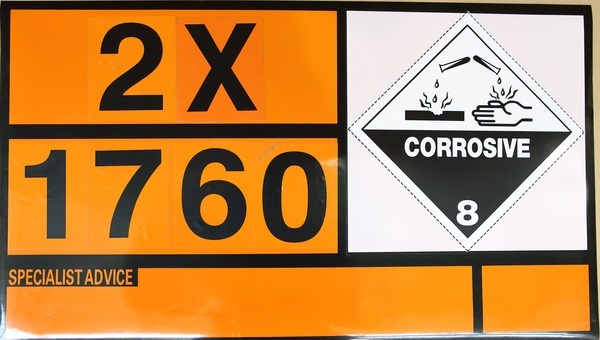 2X
1760
CORROSIVE
8
SPECIALIST ADVICE